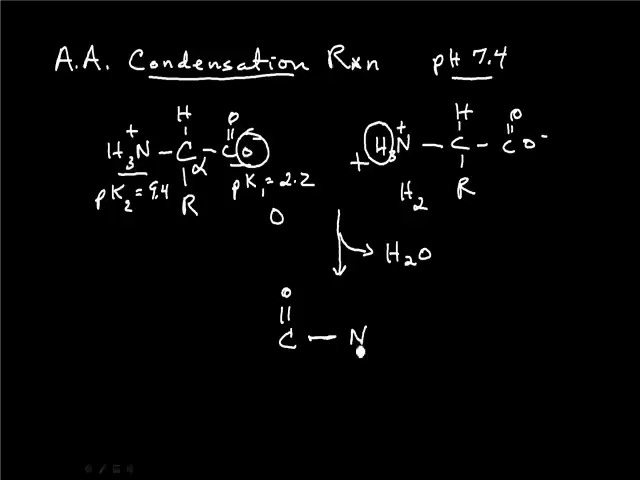 A.A. Condensation Rxn pH 7.4
H O H O
+ || + ||
H3N - C - C O- + H3N - C - C O-
α
pK2 = 9.4 R pK1 = 2.2 H2 R
O
H2O
O
||
C - N